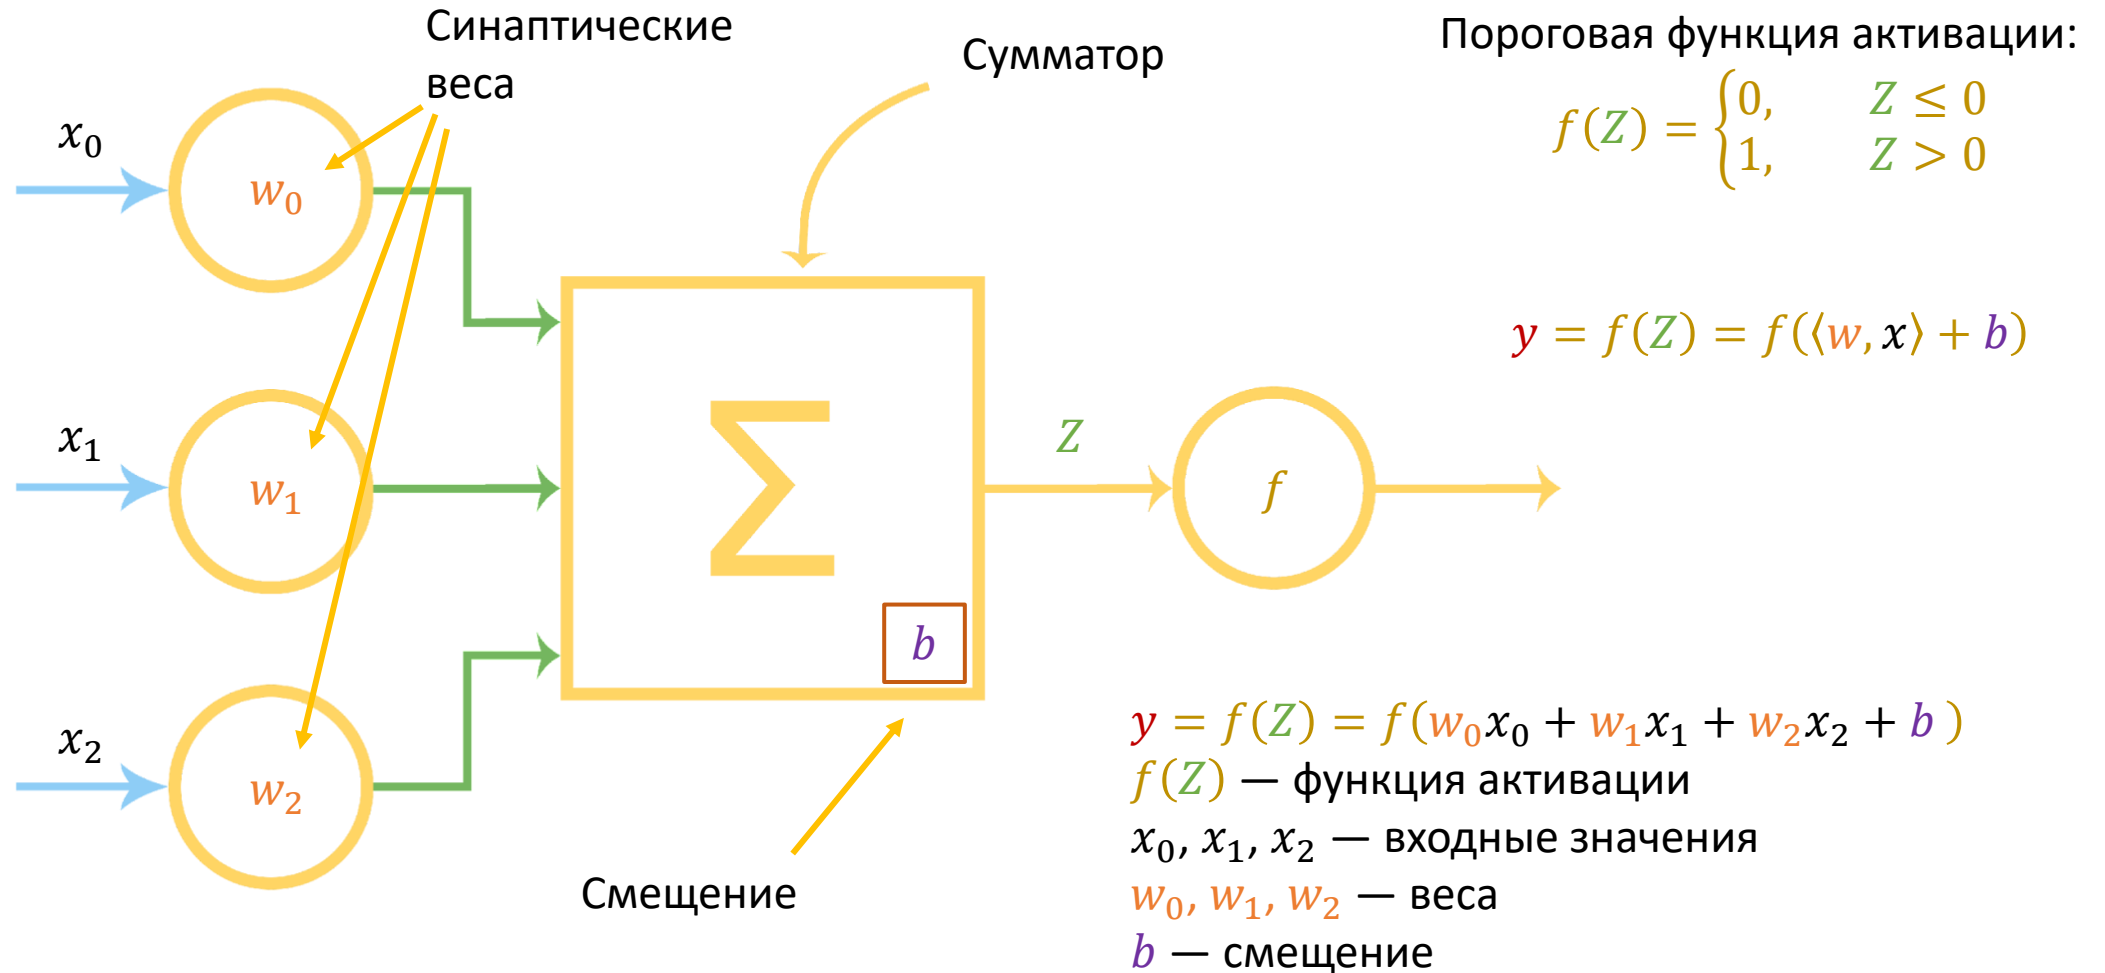 Синаптические
веса
Сумматор
Пороговая функция активации:
f(Z) = {0, Z ≤ 0
1, Z > 0
x₀
w₀
y = f(Z) = f(⟨w, x⟩ + b)
x₁
w₁
Σ
Z
f
b
x₂
w₂
Смещение
y = f(Z) = f(w₀x₀ + w₁x₁ + w₂x₂ + b )
f(Z) — функция активации
x₀, x₁, x₂ — входные значения
w₀, w₁, w₂ — веса
b — смещение